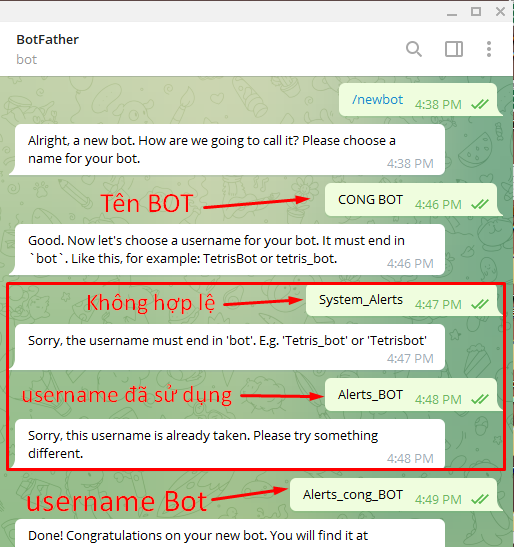 BotFather
bot
/newbot
4:38 PM
Alright, a new bot. How are we going to call it? Please choose a
name for your bot.
4:38 PM
Tên BOT
CONG BOT
4:46 PM
Good. Now let's choose a username for your bot. It must end in
`bot`. Like this, for example: TetrisBot or tetris_bot.
4:46 PM
Không hợp lệ
System_Alerts
4:47 PM
Sorry, the username must end in 'bot'. E.g. 'Tetris_bot' or 'Tetrisbot'
4:47 PM
username đã sử dụng
Alerts_BOT
4:48 PM
Sorry, this username is already taken. Please try something
different.
4:48 PM
username Bot
Alerts_cong_BOT
4:49 PM
Done! Congratulations on your new bot. You will find it at